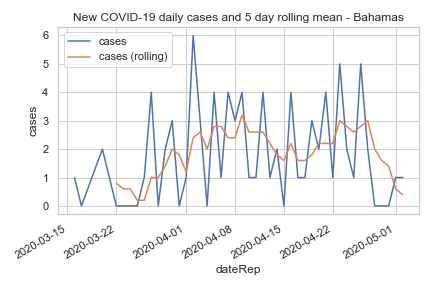 New COVID-19 daily cases and 5 day rolling mean - Bahamas
cases
cases (rolling)
6
5
4
3
2
1
0
cases
2020-03-15
2020-03-22
2020-04-01
2020-04-08
2020-04-15
2020-04-22
2020-05-01
dateRep